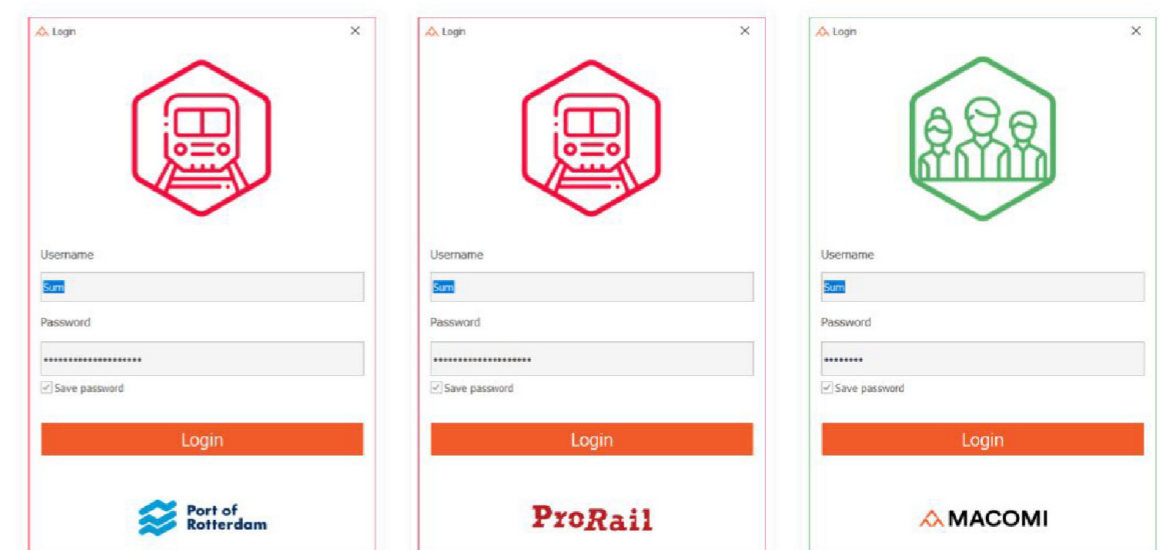 Login
Username
Sum
Password
••••••••••••••••••••
Save password
Login
Port of
Rotterdam
Login
Username
Sum
Password
••••••••••••••••••••
Save password
Login
ProRail
Login
Username
Sum
Password
••••••••
Save password
Login
MACOMI